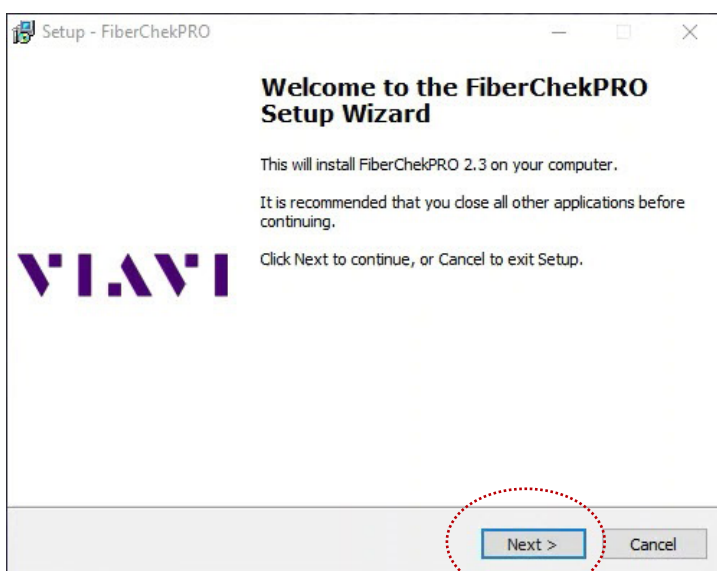 Setup - FiberChekPRO
Welcome to the FiberChekPRO
Setup Wizard
This will install FiberChekPRO 2.3 on your computer.
It is recommended that you close all other applications before
continuing.
Click Next to continue, or Cancel to exit Setup.
VIAVI
Next >
Cancel